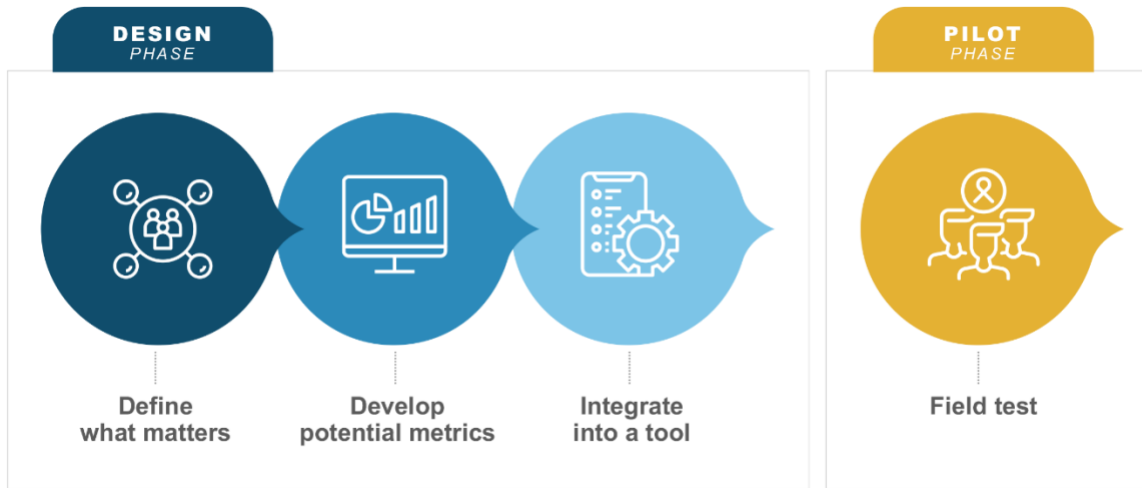 DESIGN
PHASE
PILOT
PHASE
Define
what matters
Develop
potential metrics
Integrate
into a tool
Field test